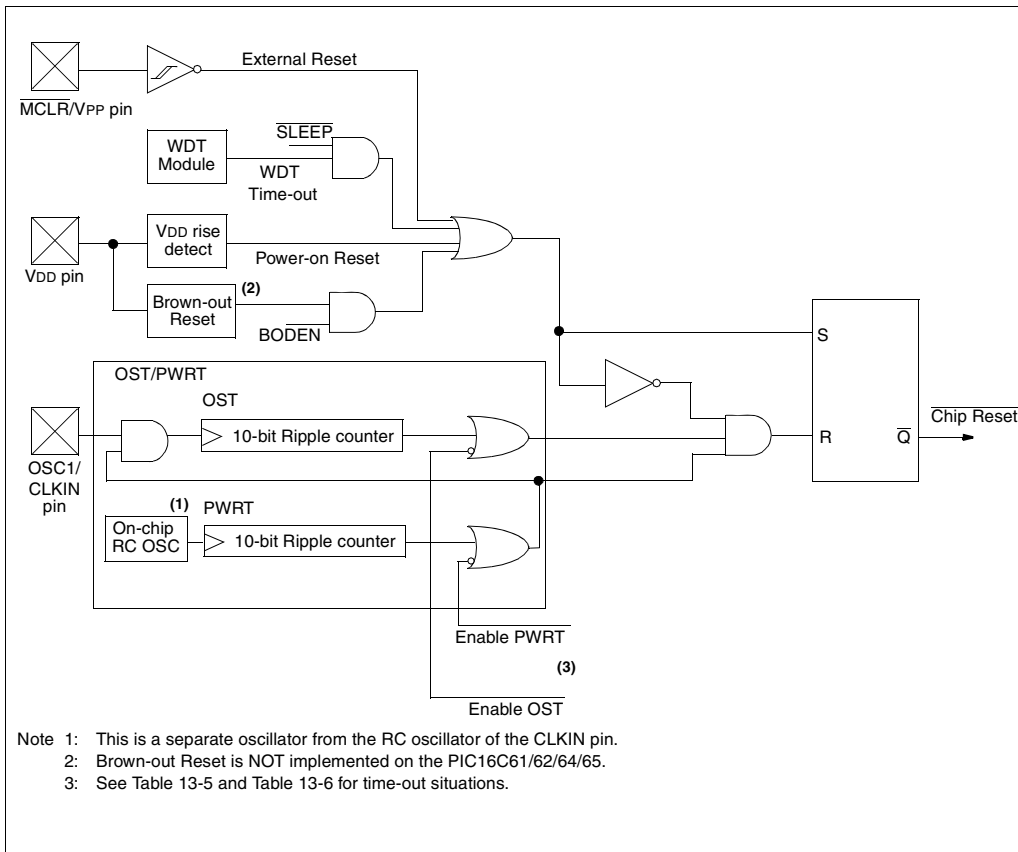 External Reset
MCLR/VPP pin
SLEEP
WDT
Module
WDT
Time-out
VDD rise
detect
Power-on Reset
VDD pin
(2)
Brown-out
Reset
BODEN
S
OST/PWRT
OST
10-bit Ripple counter
Chip Reset
R
Q
OSC1/
CLKIN
pin
(1)
PWRT
On-chip
RC OSC
10-bit Ripple counter
Enable PWRT
(3)
Enable OST
Note 1: This is a separate oscillator from the RC oscillator of the CLKIN pin.
2: Brown-out Reset is NOT implemented on the PIC16C61/62/64/65.
3: See Table 13-5 and Table 13-6 for time-out situations.